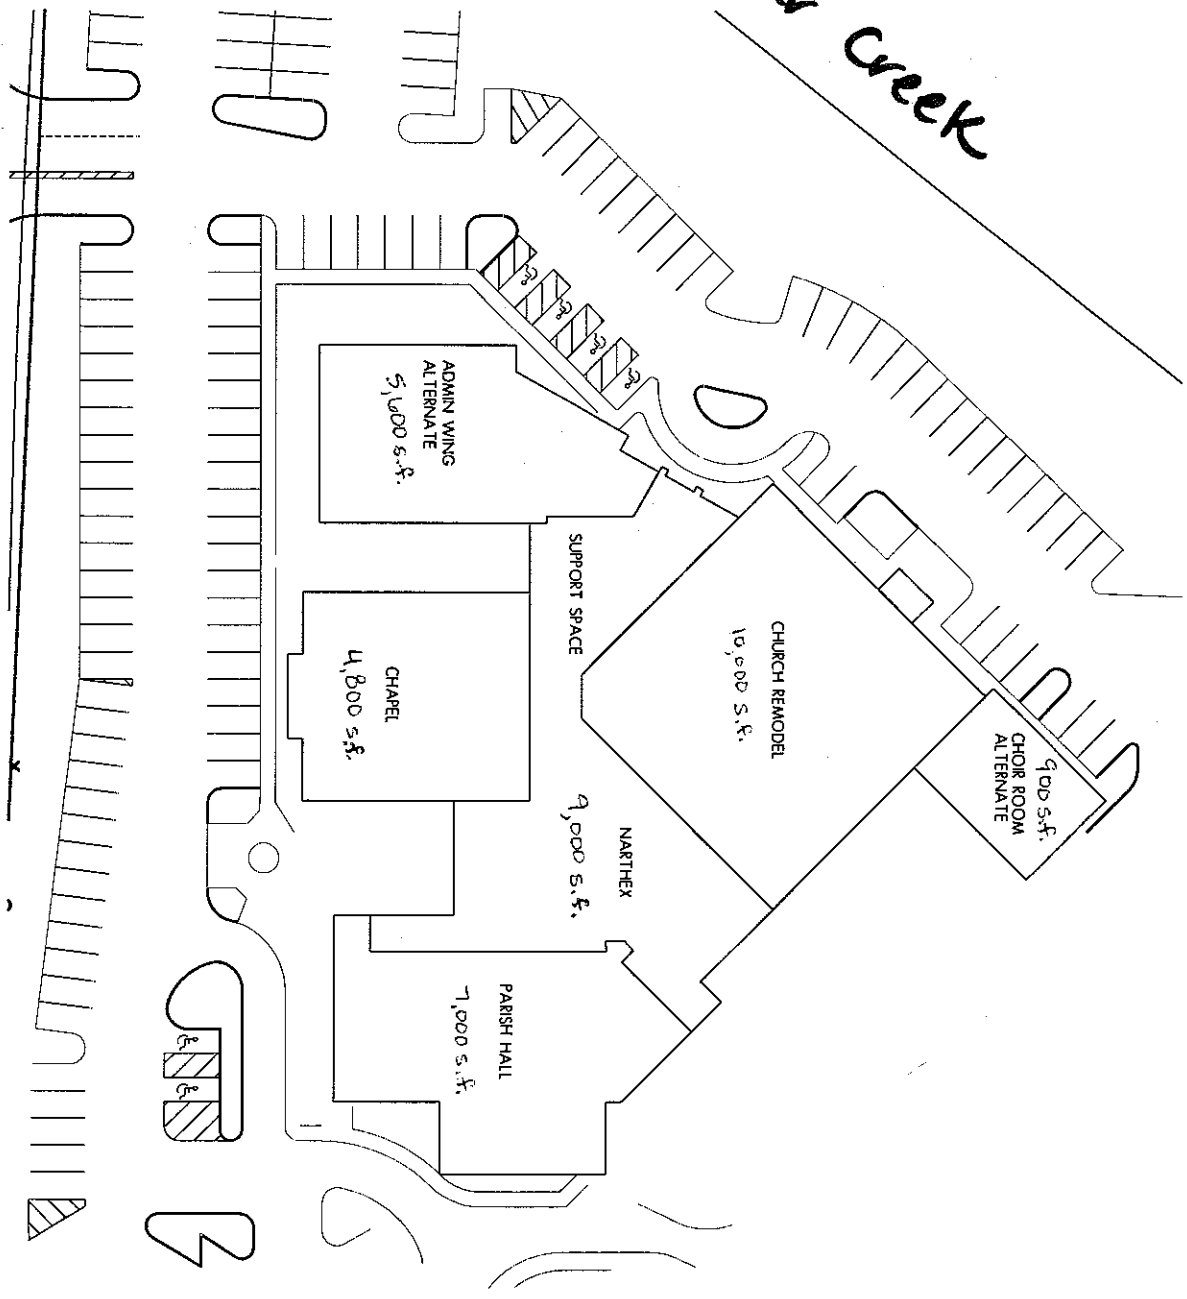 Creek
ADMIN WING
ALTERNATE
5,600 s.f.
SUPPORT SPACE
CHURCH REMODEL
10,000 s.f.
CHAPEL
4,800 s.f.
900 s.f.
CHOIR ROOM
ALTERNATE
NARTHEX
9,000 s.f.
PARISH HALL
7,000 s.f.